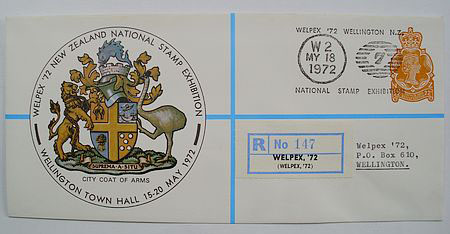 WELPEX '72 NEW ZEALAND NATIONAL STAMP EXHIBITION
SUPREMA·A·SITU
CITY COAT OF ARMS
WELLINGTON TOWN HALL 15-20 MAY 1972
WELPEX '72 WELLINGTON N.Z.
W 2
MY 18
1972
NATIONAL STAMP EXHIBITION
R No 147
WELPEX, '72
(WELPEX, '72)
Welpex '72,
P.O. Box 610,
WELLINGTON.